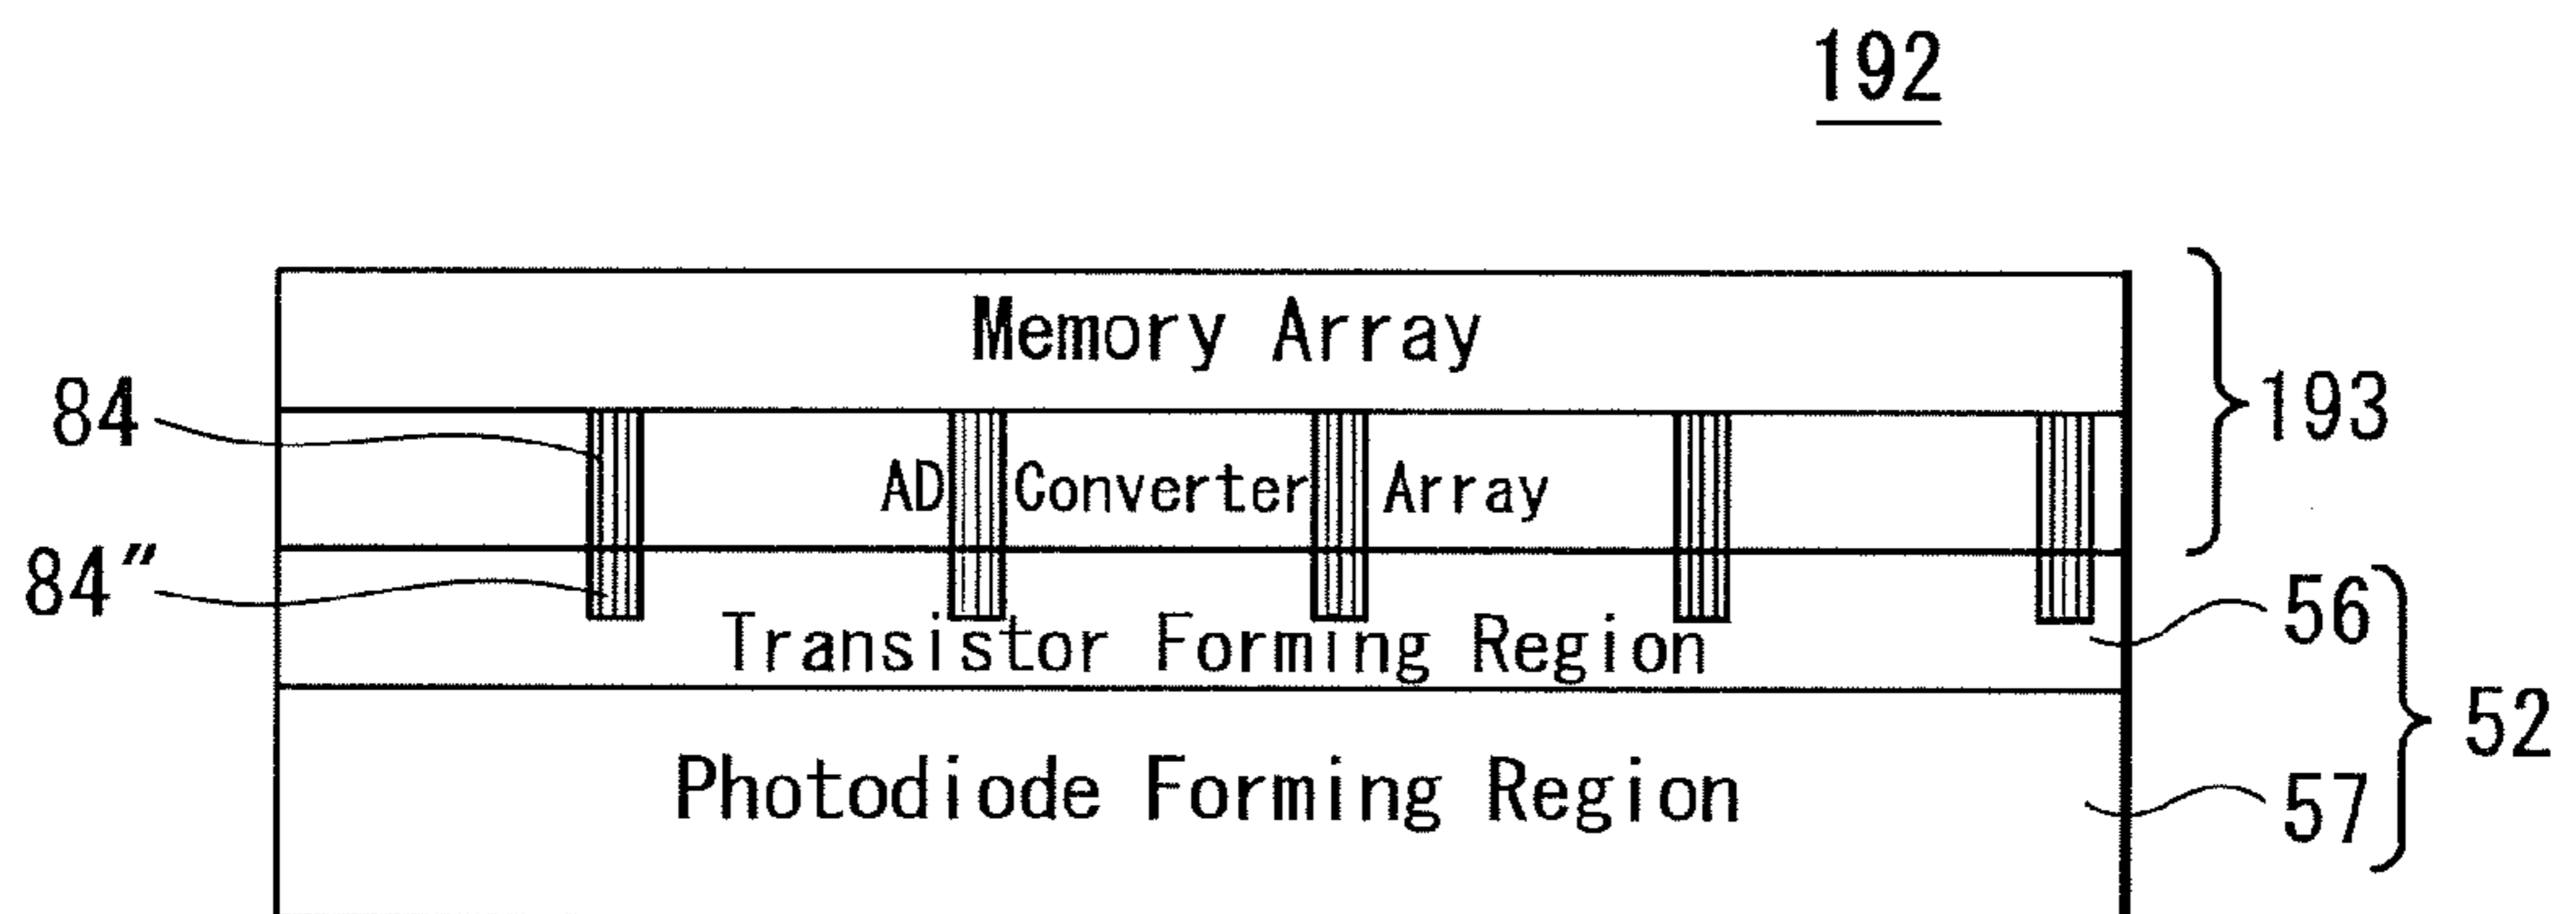 192
Memory Array
84
193
AD Converter Array
84″
56
Transistor Forming Region
52
Photodiode Forming Region
57